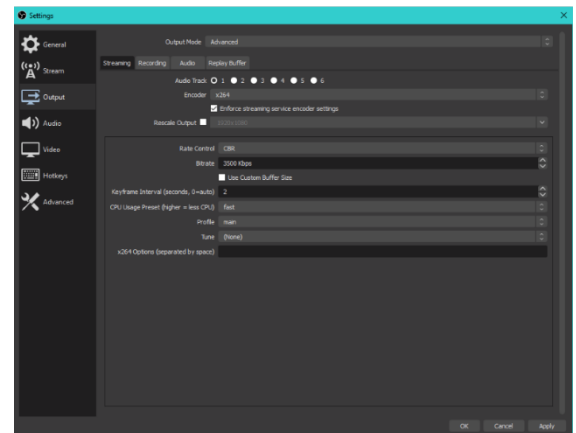 Settings
General
Stream
Output
Audio
Video
Hotkeys
Advanced
Output Mode Advanced
Streaming Recording Audio Replay Buffer
Audio Track 1 2 3 4 5 6
Encoder x264
Enforce streaming service encoder settings
Rescale Output 1920x1080
Rate Control CBR
Bitrate 3500 Kbps
Use Custom Buffer Size
Keyframe Interval (seconds, 0=auto) 2
CPU Usage Preset (higher = less CPU) fast
Profile main
Tune (None)
x264 Options (separated by space)
OK Cancel Apply